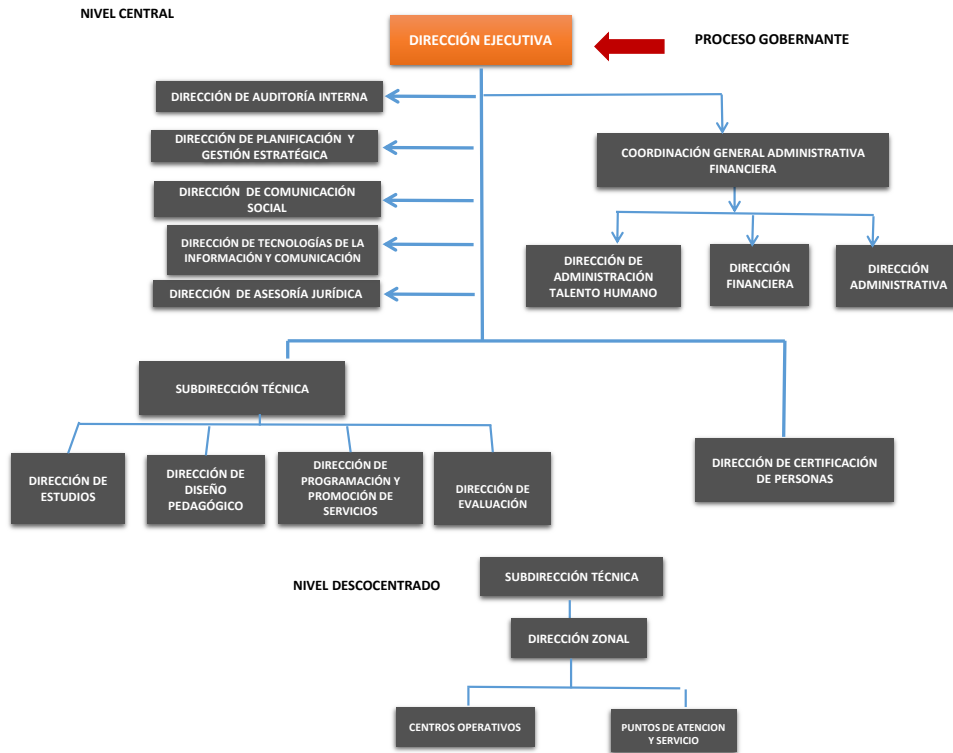 NIVEL CENTRAL
DIRECCIÓN EJECUTIVA
PROCESO GOBERNANTE
DIRECCIÓN DE AUDITORÍA INTERNA
DIRECCIÓN DE PLANIFICACIÓN Y
GESTIÓN ESTRATÉGICA
COORDINACIÓN GENERAL ADMINISTRATIVA
FINANCIERA
DIRECCIÓN DE COMUNICACIÓN
SOCIAL
DIRECCIÓN DE TECNOLOGÍAS DE LA
INFORMACIÓN Y COMUNICACIÓN
DIRECCIÓN DE ASESORÍA JURÍDICA
DIRECCIÓN DE
ADMINISTRACIÓN
TALENTO HUMANO
DIRECCIÓN
FINANCIERA
DIRECCIÓN
ADMINISTRATIVA
SUBDIRECCIÓN TÉCNICA
DIRECCIÓN DE
ESTUDIOS
DIRECCIÓN DE
DISEÑO
PEDAGÓGICO
DIRECCIÓN DE
PROGRAMACIÓN Y
PROMOCIÓN DE
SERVICIOS
DIRECCIÓN DE
EVALUACIÓN
DIRECCIÓN DE CERTIFICACIÓN
DE PERSONAS
NIVEL DESCOCENTRADO
SUBDIRECCIÓN TÉCNICA
DIRECCIÓN ZONAL
CENTROS OPERATIVOS
PUNTOS DE ATENCION
Y SERVICIO